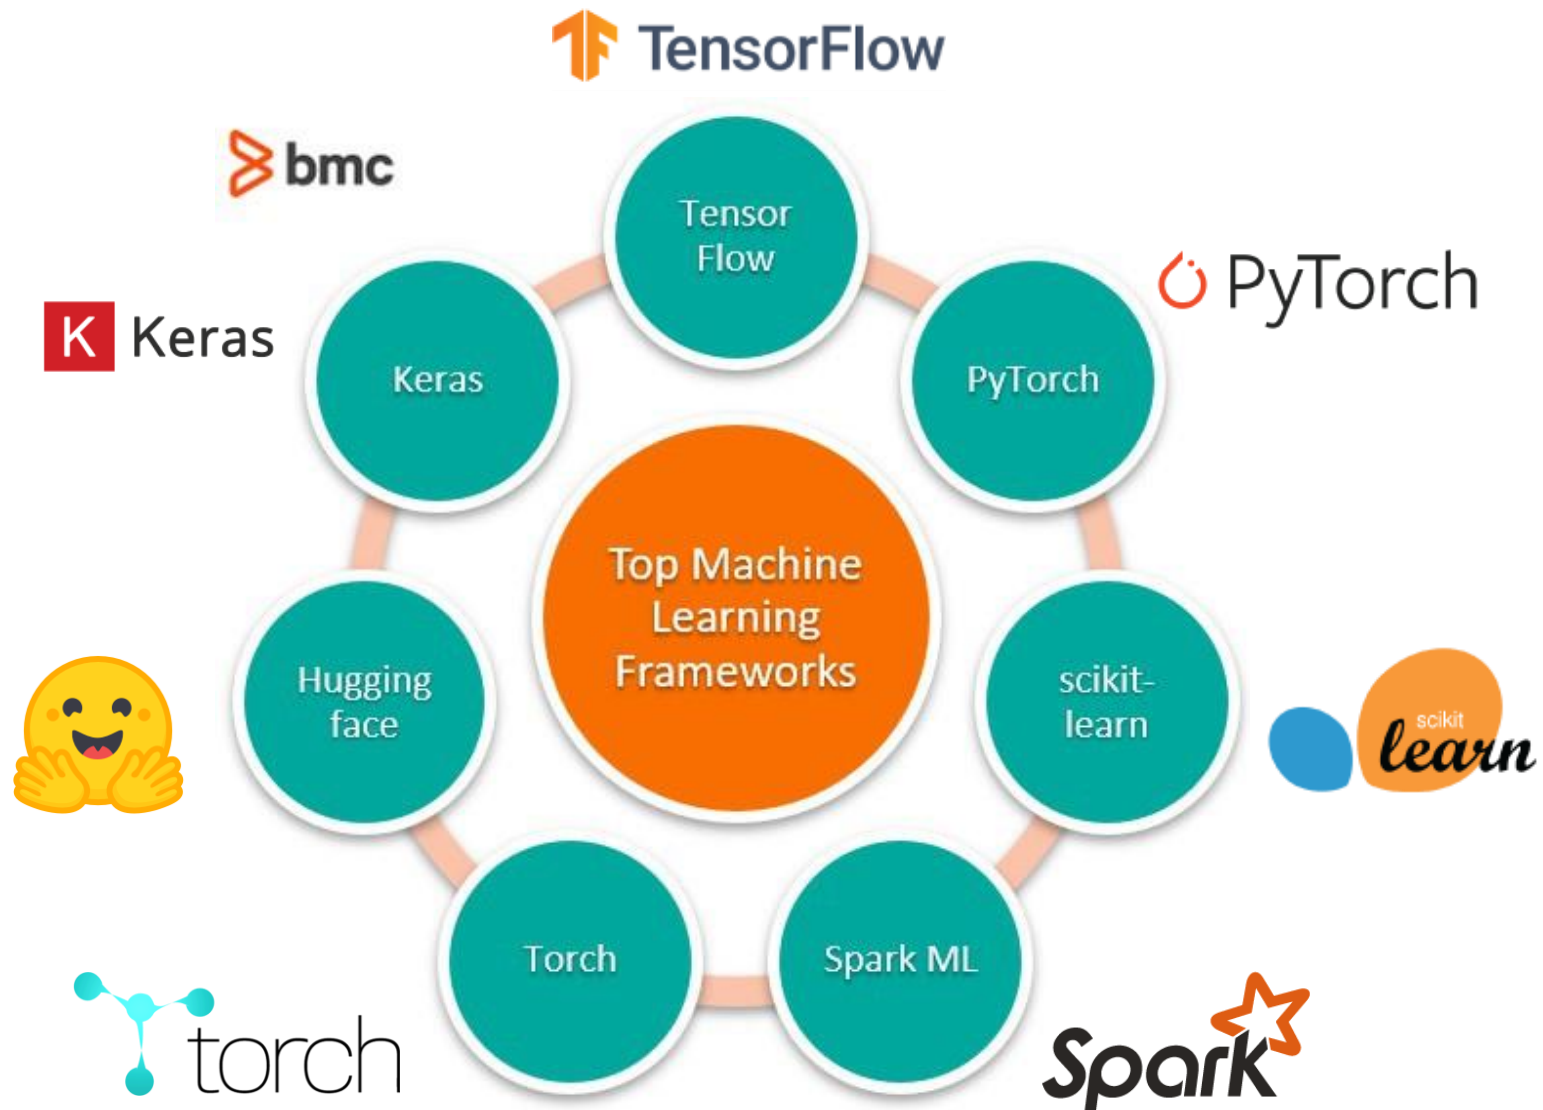 TensorFlow
bmc
Tensor
Flow
PyTorch
K Keras
Keras
PyTorch
Top Machine
Learning
Frameworks
Hugging
face
scikit-
learn
scikit
learn
Torch
Spark ML
torch
Spark